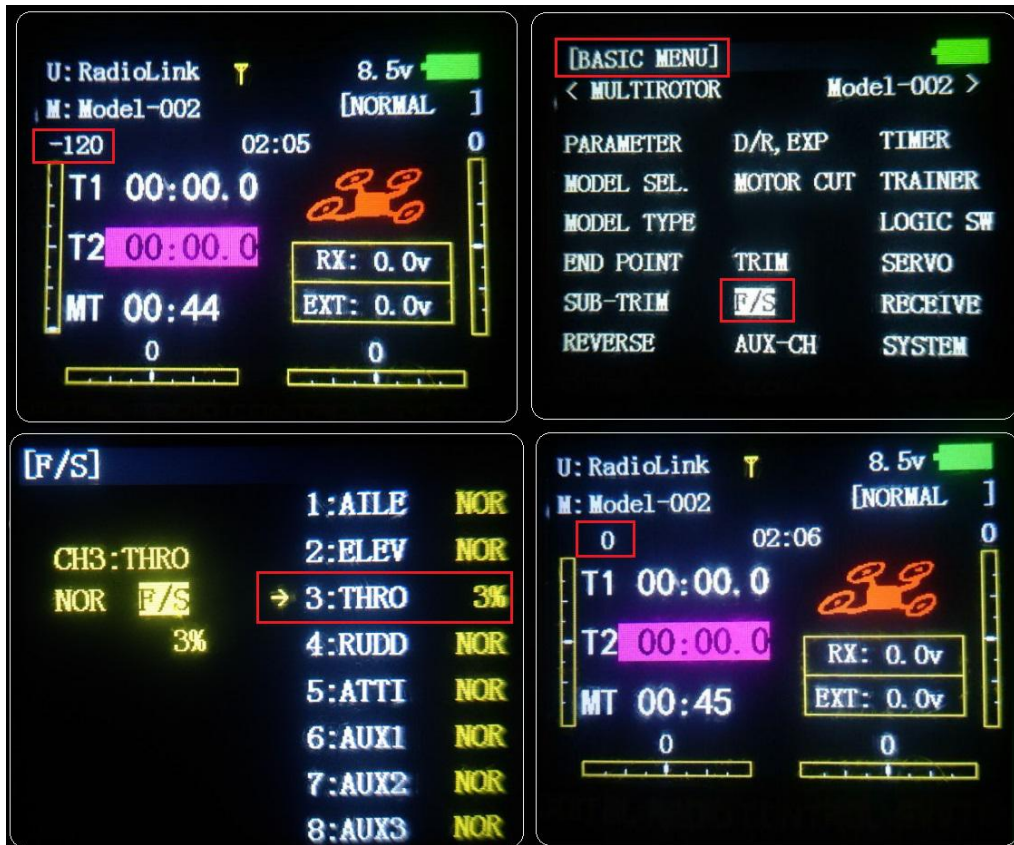 U: RadioLink 8.5v
M: Model-002 [NORMAL ]
-120 02:05 0
T1 00:00.0
T2 00:00.0
RX: 0.0v
MT 00:44
EXT: 0.0v
0 0
[BASIC MENU]
< MULTIROTOR Model-002 >
PARAMETER D/R, EXP TIMER
MODEL SEL. MOTOR CUT TRAINER
MODEL TYPE LOGIC SW
END POINT TRIM SERVO
SUB-TRIM F/S RECEIVE
REVERSE AUX-CH SYSTEM
[F/S]
1:AILE NOR
2:ELEV NOR
CH3:THRO
NOR F/S
3%
→ 3:THRO 3%
4:RUDD NOR
5:ATTI NOR
6:AUX1 NOR
7:AUX2 NOR
8:AUX3 NOR
U: RadioLink 8.5v
M: Model-002 [NORMAL ]
0 02:06 0
T1 00:00.0
T2 00:00.0
RX: 0.0v
MT 00:45
EXT: 0.0v
0 0